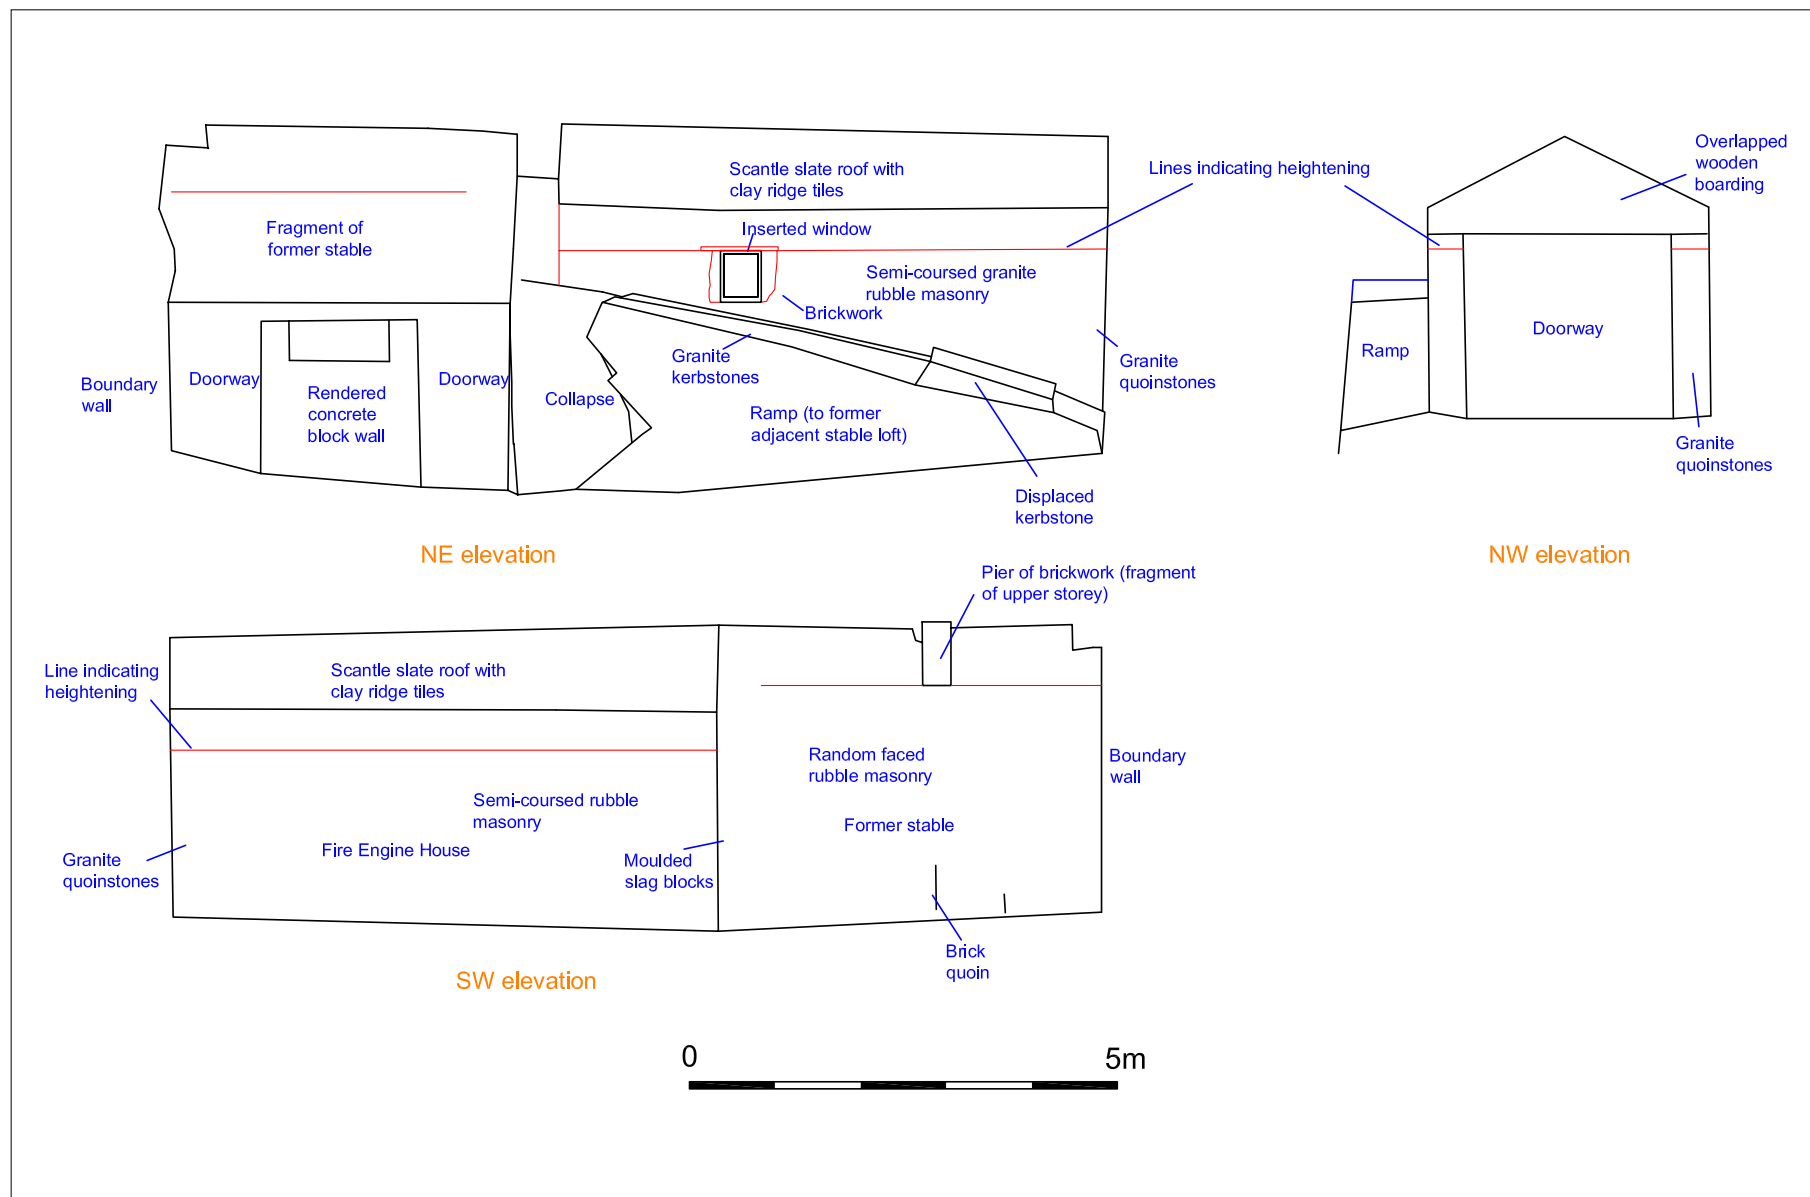 Scantle slate roof with
clay ridge tiles
Lines indicating heightening
Overlapped
wooden
boarding
Fragment of
former stable
Inserted window
Semi-coursed granite
rubble masonry
Brickwork
Doorway
Granite
kerbstones
Granite
quoinstones
Ramp
Boundary
wall
Doorway
Rendered
concrete
block wall
Doorway
Collapse
Ramp (to former
adjacent stable loft)
Granite
quoinstones
Displaced
kerbstone
NE elevation
NW elevation
Pier of brickwork (fragment
of upper storey)
Line indicating
heightening
Scantle slate roof with
clay ridge tiles
Random faced
rubble masonry
Boundary
wall
Semi-coursed rubble
masonry
Former stable
Fire Engine House
Granite
quoinstones
Moulded
slag blocks
Brick
quoin
SW elevation
0
5m